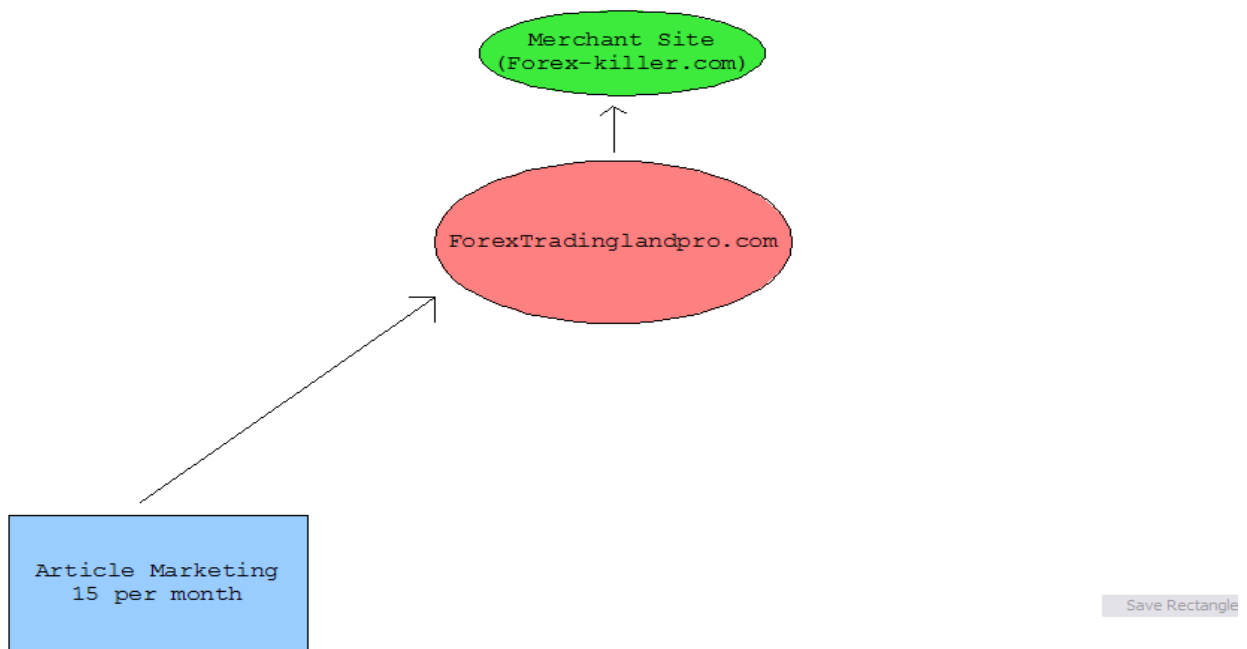 Merchant Site
(Forex-killer.com)
ForexTradinglandpro.com
Article Marketing
15 per month
Save Rectangle